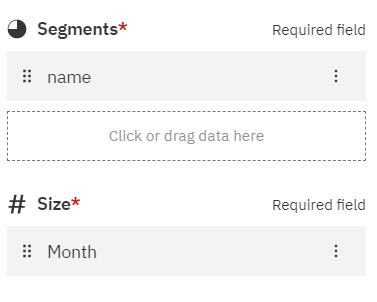 Segments* Required field
name
Click or drag data here
# Size* Required field
Month